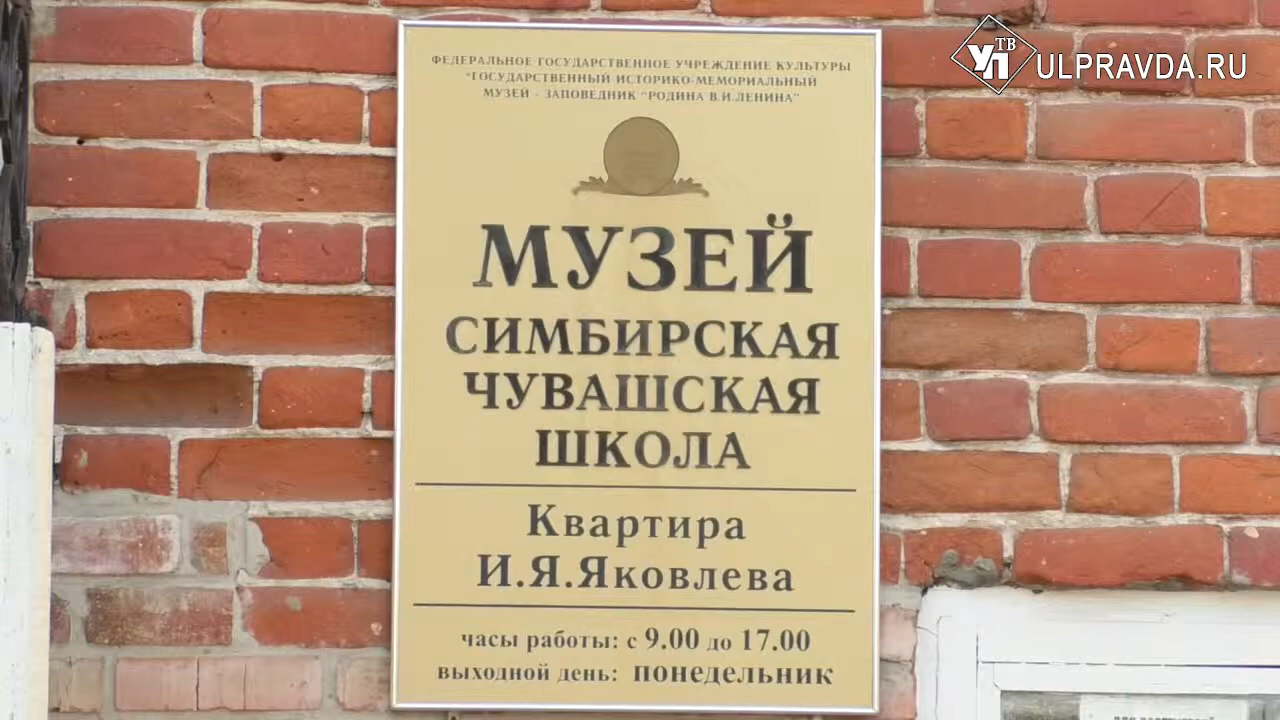 УП ТВ ULPRAVDA.RU
ФЕДЕРАЛЬНОЕ ГОСУДАРСТВЕННОЕ УЧРЕЖДЕНИЕ КУЛЬТУРЫ
"ГОСУДАРСТВЕННЫЙ ИСТОРИКО-МЕМОРИАЛЬНЫЙ
МУЗЕЙ - ЗАПОВЕДНИК "РОДИНА В.И.ЛЕНИНА"
МУЗЕЙ
СИМБИРСКАЯ
ЧУВАШСКАЯ
ШКОЛА
Квартира
И.Я.Яковлева
часы работы: с 9.00 до 17.00
выходной день: понедельник